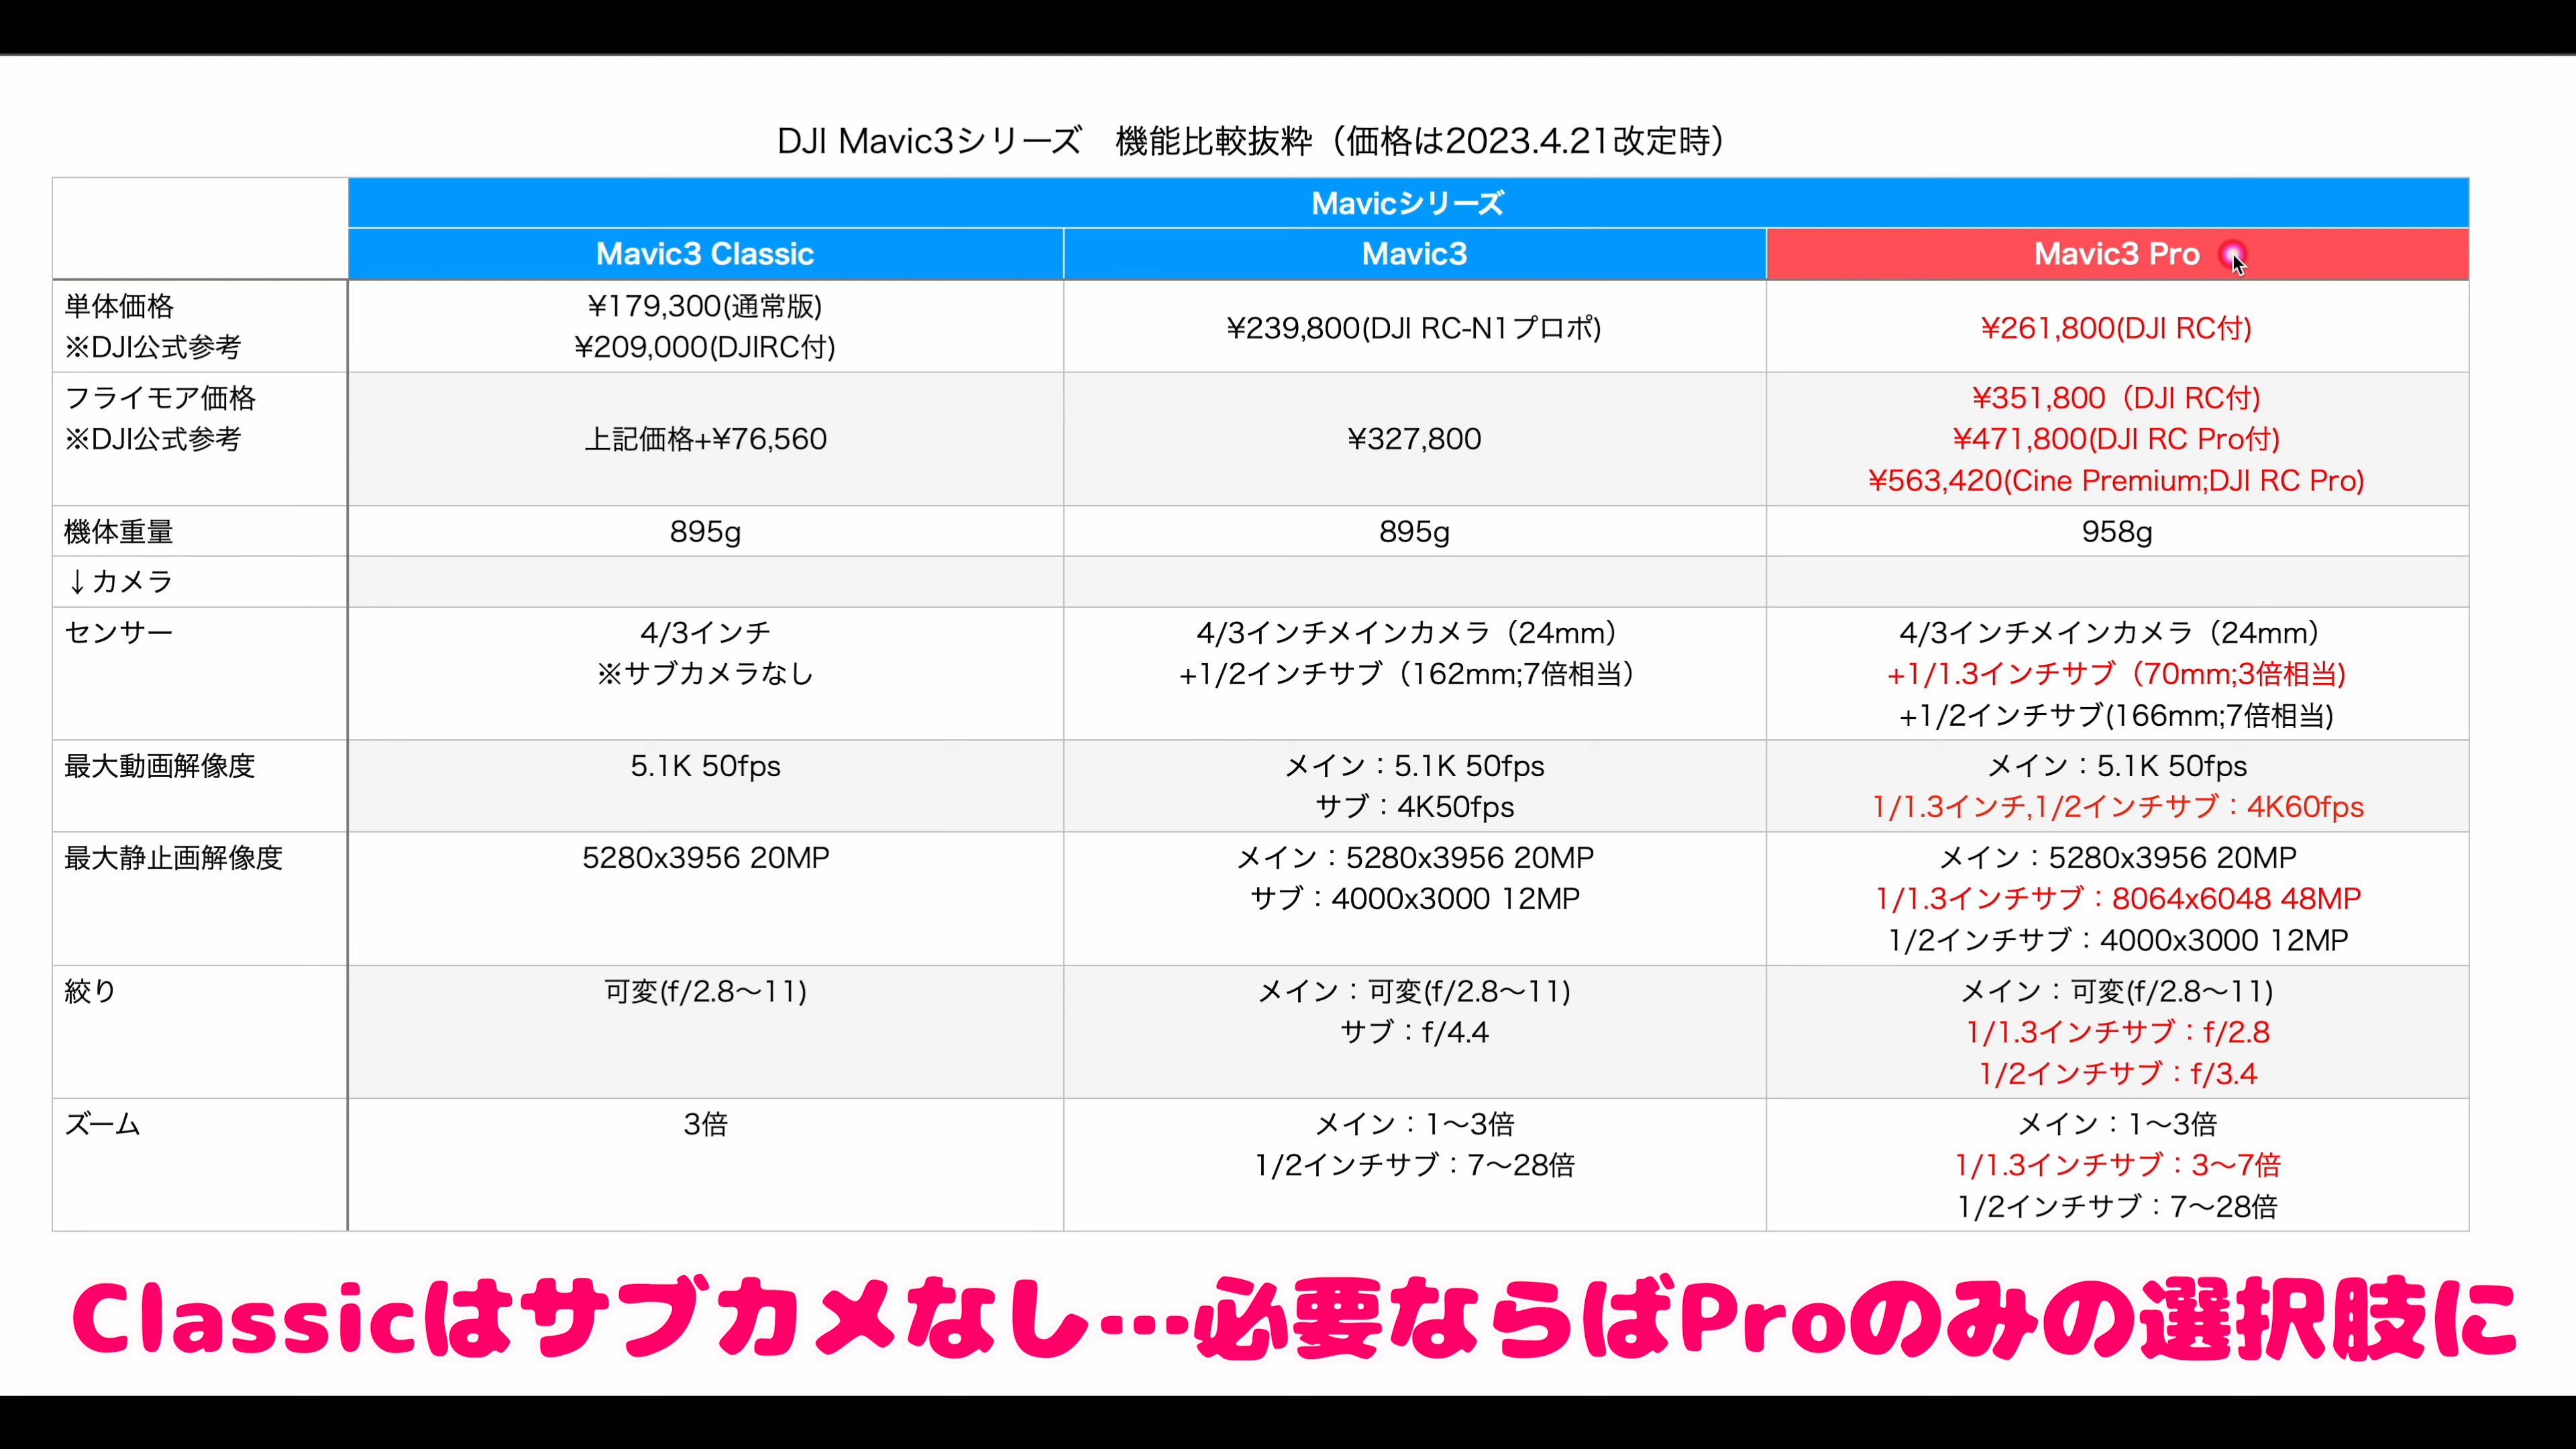 DJI Mavic3シリーズ　機能比較抜粋（価格は2023.4.21改定時）
Mavicシリーズ
Mavic3 Classic
Mavic3
Mavic3 Pro
単体価格
※DJI公式参考
¥179,300(通常版)
¥209,000(DJIRC付)
¥239,800(DJI RC-N1プロポ)
¥261,800(DJI RC付)
フライモア価格
※DJI公式参考
上記価格+¥76,560
¥327,800
¥351,800（DJI RC付)
¥471,800(DJI RC Pro付)
¥563,420(Cine Premium;DJI RC Pro)
機体重量
895g
895g
958g
↓カメラ
センサー
4/3インチ
※サブカメラなし
4/3インチメインカメラ（24mm）
+1/2インチサブ（162mm;7倍相当）
4/3インチメインカメラ（24mm）
+1/1.3インチサブ（70mm;3倍相当)
+1/2インチサブ(166mm;7倍相当)
最大動画解像度
5.1K 50fps
メイン：5.1K 50fps
サブ：4K50fps
メイン：5.1K 50fps
1/1.3インチ,1/2インチサブ：4K60fps
最大静止画解像度
5280x3956 20MP
メイン：5280x3956 20MP
サブ：4000x3000 12MP
メイン：5280x3956 20MP
1/1.3インチサブ：8064x6048 48MP
1/2インチサブ：4000x3000 12MP
絞り
可変(f/2.8〜11)
メイン：可変(f/2.8〜11)
サブ：f/4.4
メイン：可変(f/2.8〜11)
1/1.3インチサブ：f/2.8
1/2インチサブ：f/3.4
ズーム
3倍
メイン：1〜3倍
1/2インチサブ：7〜28倍
メイン：1〜3倍
1/1.3インチサブ：3〜7倍
1/2インチサブ：7〜28倍
Classicはサブカメなし…必要ならばProのみの選択肢に